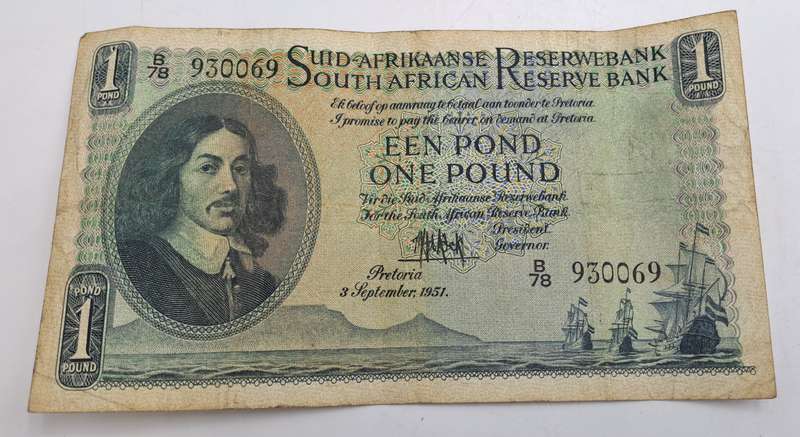 1
POND
B/78 930069
SUID-AFRIKAANSE RESERWEBANK
SOUTH AFRICAN RESERVE BANK
1
POUND
Ek beloof op aanvraag te betaal aan toonder te Pretoria
I promise to pay the bearer on demand at Pretoria.
EEN POND
ONE POUND
Vir die Suid-Afrikaanse Reserwebank
For the South African Reserve Bank
President
Governor.
Pretoria
3 September, 1951.
B/78 930069
POND
1
POUND